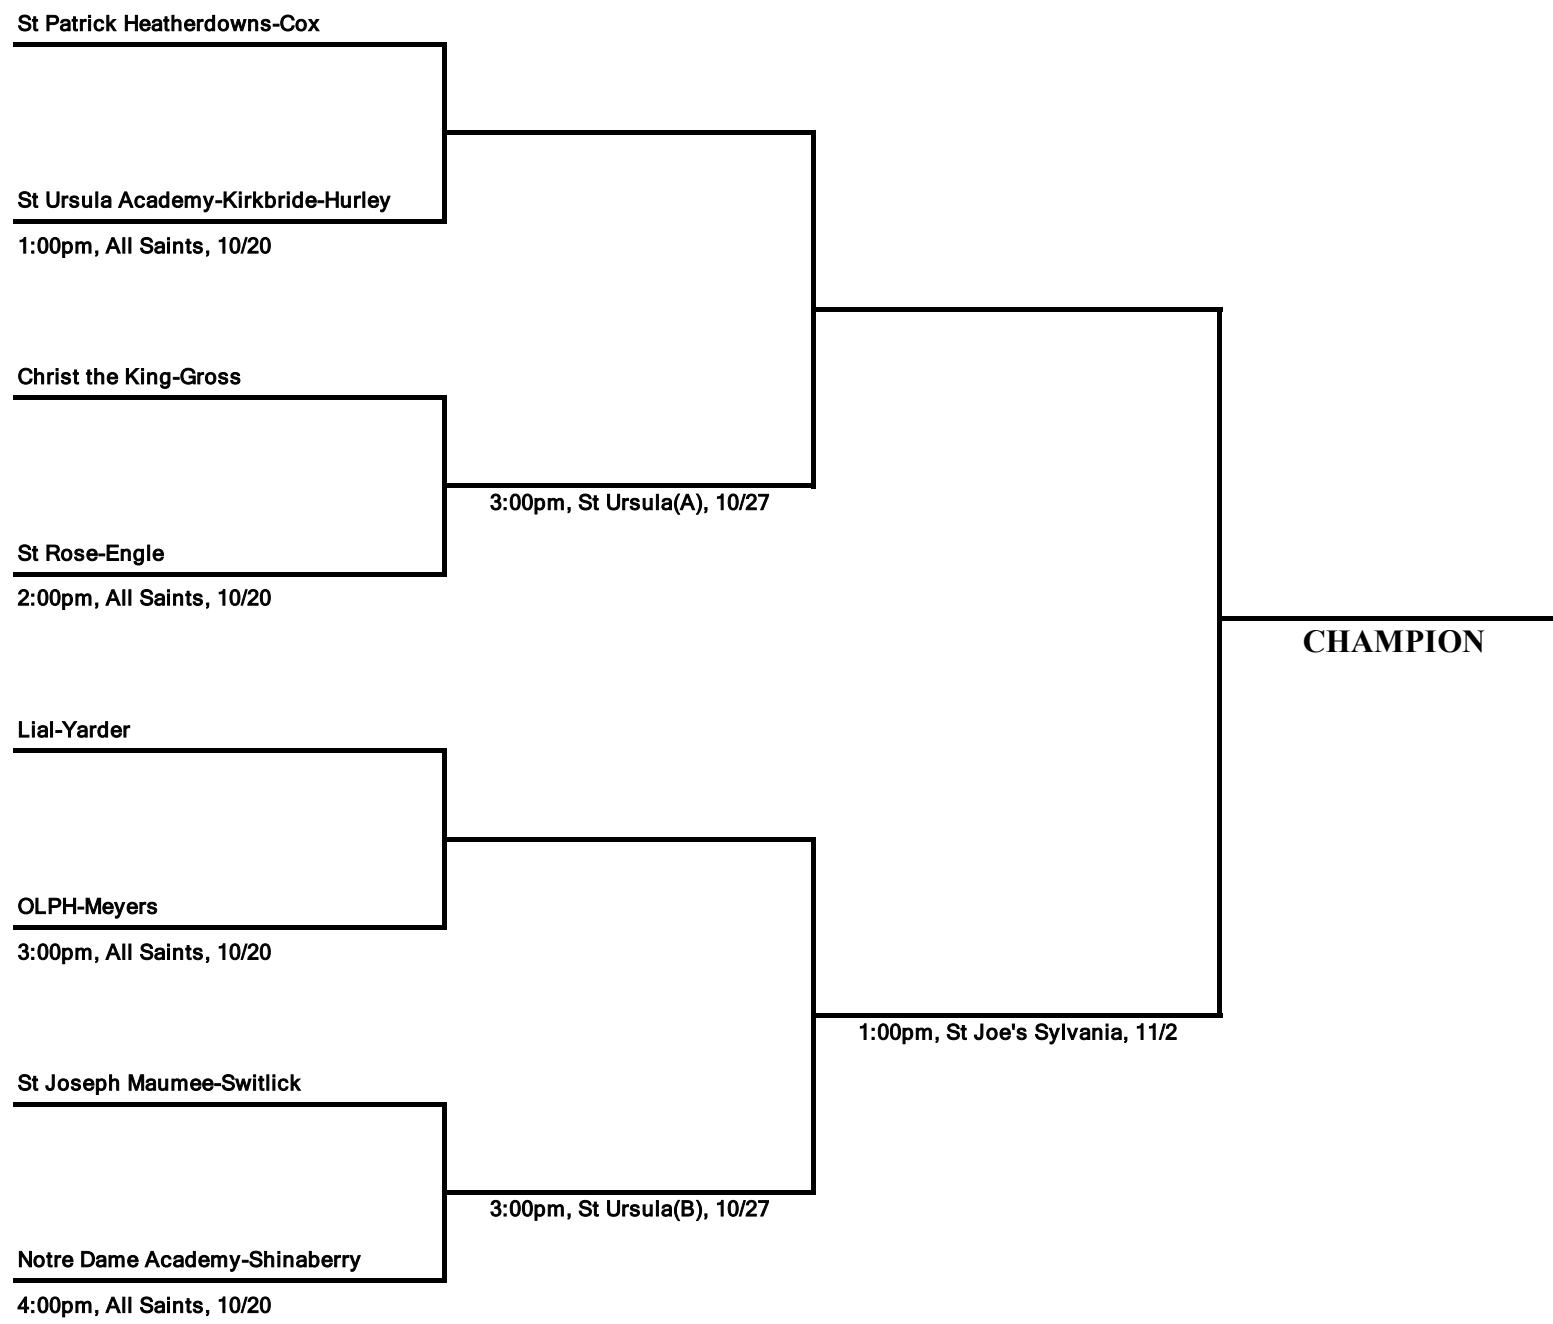 St Patrick Heatherdowns-Cox
St Ursula Academy-Kirkbride-Hurley
1:00pm, All Saints, 10/20
Christ the King-Gross
3:00pm, St Ursula(A), 10/27
St Rose-Engle
2:00pm, All Saints, 10/20
CHAMPION
Lial-Yarder
OLPH-Meyers
3:00pm, All Saints, 10/20
1:00pm, St Joe's Sylvania, 11/2
St Joseph Maumee-Switlick
3:00pm, St Ursula(B), 10/27
Notre Dame Academy-Shinaberry
4:00pm, All Saints, 10/20